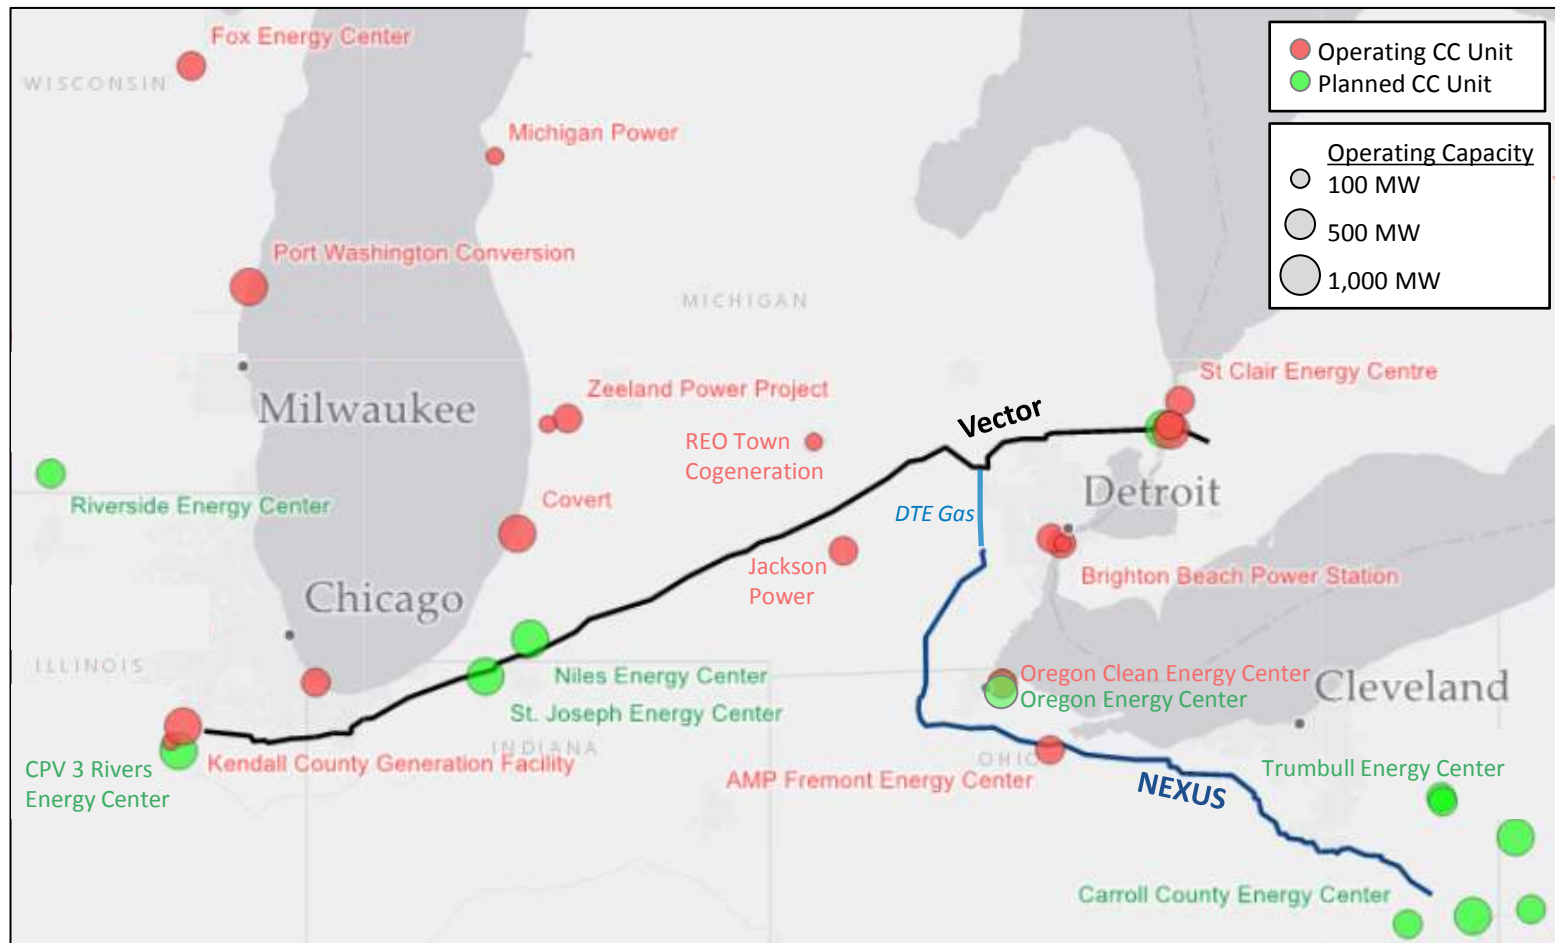 Fox Energy Center
WISCONSIN
Operating CC Unit
Planned CC Unit
Michigan Power
Operating Capacity
100 MW
500 MW
1,000 MW
Port Washington Conversion
MICHIGAN
Milwaukee
Zeeland Power Project
St Clair Energy Centre
Vector
REO Town
Cogeneration
Riverside Energy Center
Covert
DTE Gas
Detroit
Jackson
Power
Brighton Beach Power Station
Chicago
ILLINOIS
Niles Energy Center
St. Joseph Energy Center
INDIANA
Oregon Clean Energy Center
Oregon Energy Center
Cleveland
CPV 3 Rivers
Energy Center
Kendall County Generation Facility
OHIO
AMP Fremont Energy Center
NEXUS
Trumbull Energy Center
Carroll County Energy Center